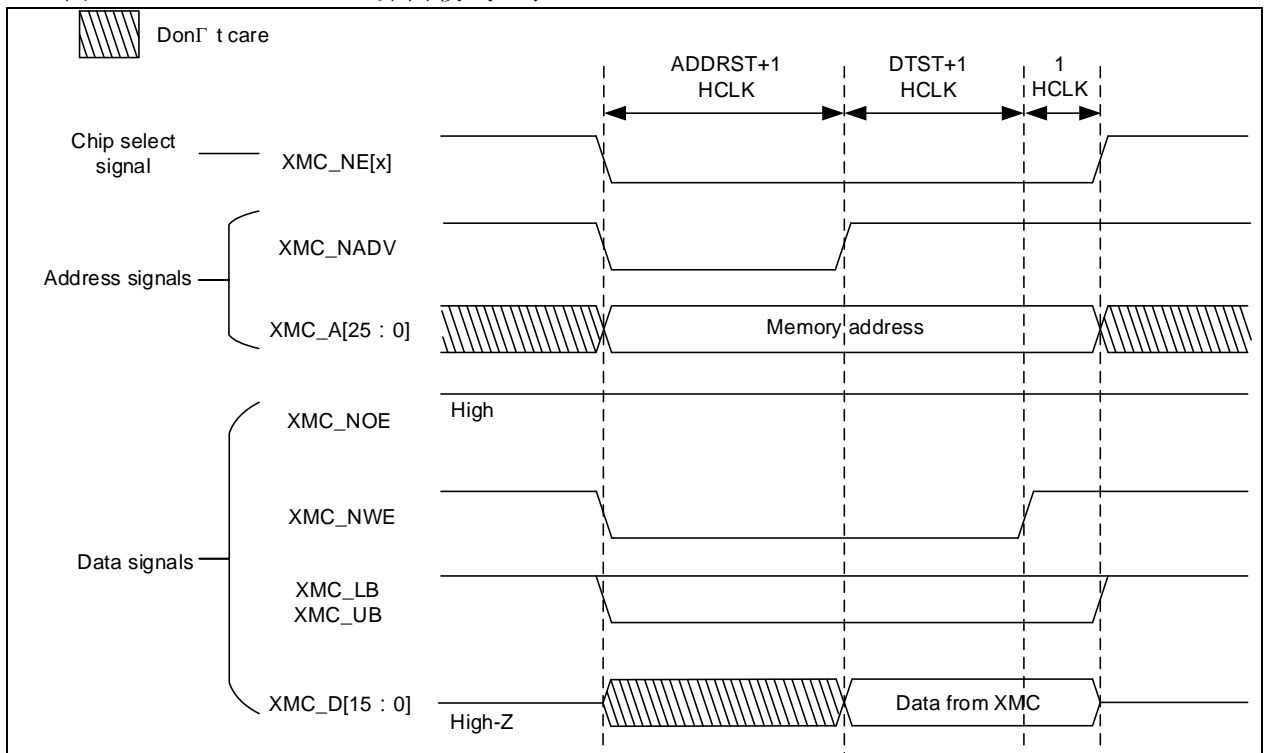 DonΓ t care
ADDRST+1
HCLK
DTST+1
HCLK
1
HCLK
Chip select
signal
XMC_NE[x]
XMC_NADV
Address signals
XMC_A[25 : 0]
Memory address
XMC_NOE
High
XMC_NWE
Data signals
XMC_LB
XMC_UB
XMC_D[15 : 0]
High-Z
Data from XMC